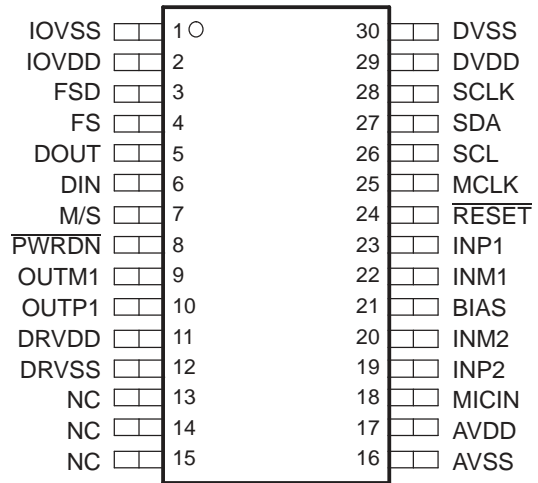 IOVSS 1 30 DVSS
IOVDD 2 29 DVDD
FSD 3 28 SCLK
FS 4 27 SDA
DOUT 5 26 SCL
DIN 6 25 MCLK
M/S 7 24 RESET
PWRDN 8 23 INP1
OUTM1 9 22 INM1
OUTP1 10 21 BIAS
DRVDD 11 20 INM2
DRVSS 12 19 INP2
NC 13 18 MICIN
NC 14 17 AVDD
NC 15 16 AVSS